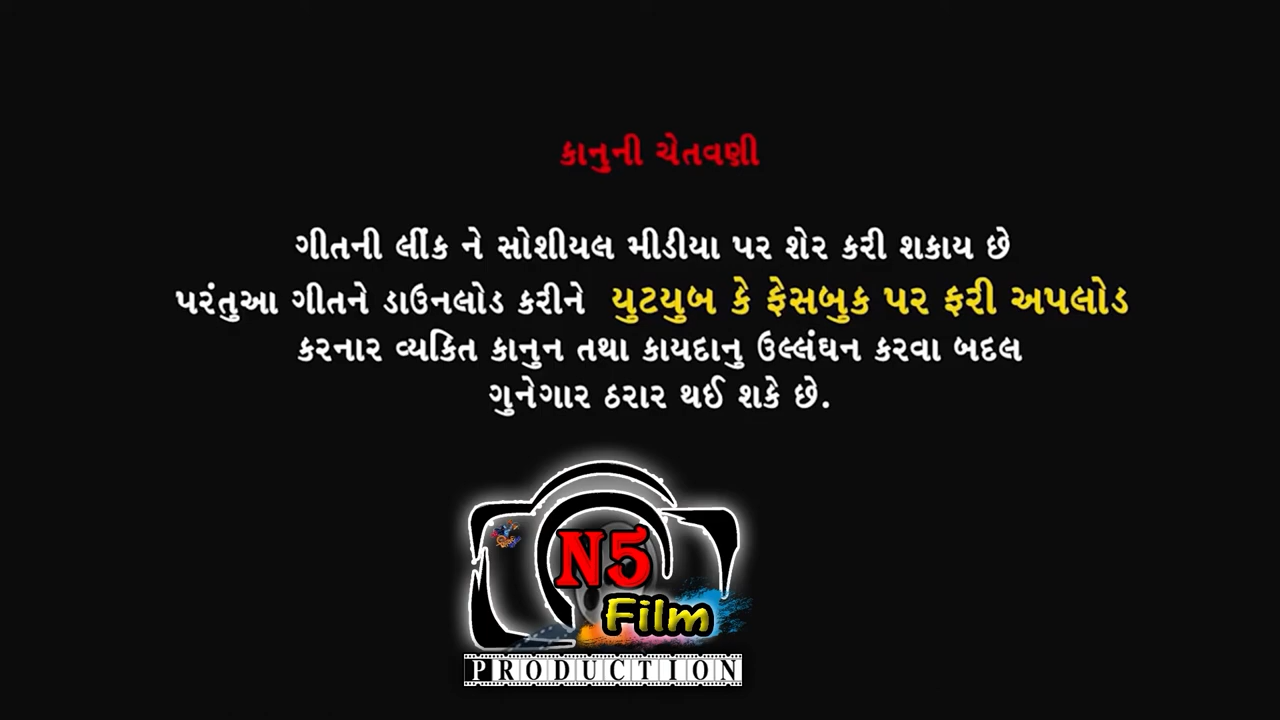 કાનુની ચેતવણી
ગીતની લીંક ને સોશીયલ મીડીયા પર શેર કરી શકાય છે
પરંતુઆ ગીતને ડાઉનલોડ કરીને યુટયુબ કે ફેસબુક પર ફરી અપલોડ
કરનાર વ્યકિત કાનુન તથા કાયદાનુ ઉલ્લંઘન કરવા બદલ
ગુનેગાર ઠરાર થઈ શકે છે.
N5
Film
PRODUCTION